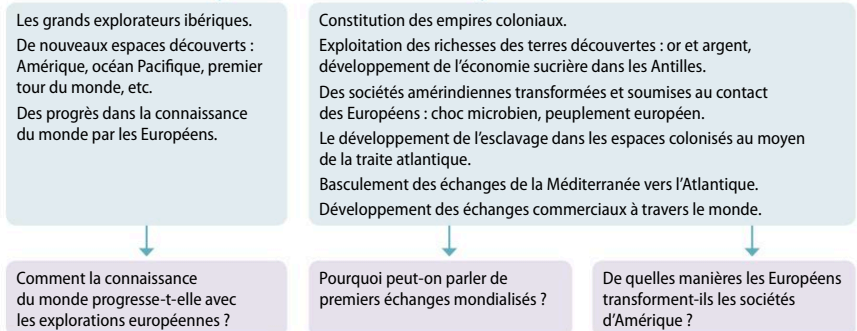 Les grands explorateurs ibériques.
De nouveaux espaces découverts :
Amérique, océan Pacifique, premier
tour du monde, etc.
Des progrès dans la connaissance
du monde par les Européens.
Constitution des empires coloniaux.
Exploitation des richesses des terres découvertes : or et argent,
développement de l'économie sucrière dans les Antilles.
Des sociétés amérindiennes transformées et soumises au contact
des Européens : choc microbien, peuplement européen.
Le développement de l'esclavage dans les espaces colonisés au moyen
de la traite atlantique.
Basculement des échanges de la Méditerranée vers l'Atlantique.
Développement des échanges commerciaux à travers le monde.
Comment la connaissance
du monde progresse-t-elle avec
les explorations européennes ?
Pourquoi peut-on parler de
premiers échanges mondialisés ?
De quelles manières les Européens
transforment-ils les sociétés
d'Amérique ?